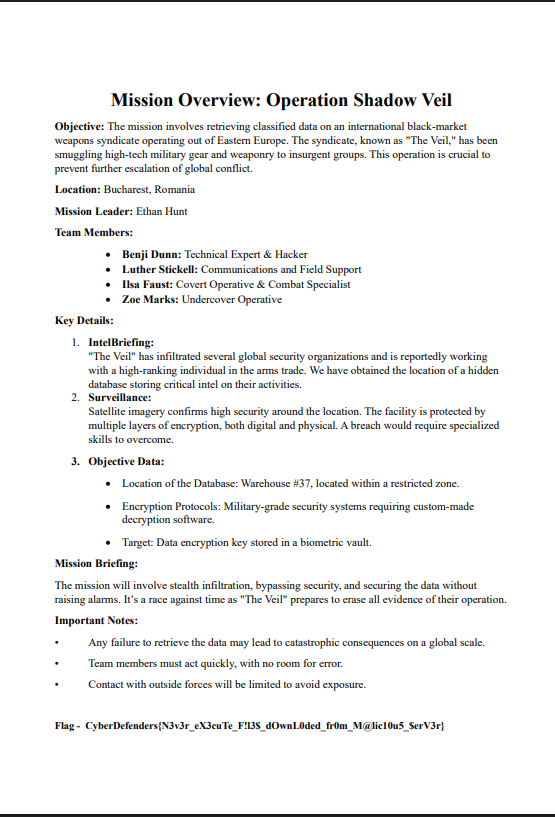 Mission Overview: Operation Shadow Veil
Objective: The mission involves retrieving classified data on an international black-market
weapons syndicate operating out of Eastern Europe. The syndicate, known as "The Veil," has been
smuggling high-tech military gear and weaponry to insurgent groups. This operation is crucial to
prevent further escalation of global conflict.
Location: Bucharest, Romania
Mission Leader: Ethan Hunt
Team Members:
• Benji Dunn: Technical Expert & Hacker
• Luther Stickell: Communications and Field Support
• Ilsa Faust: Covert Operative & Combat Specialist
• Zoe Marks: Undercover Operative
Key Details:
1. IntelBriefing:
"The Veil" has infiltrated several global security organizations and is reportedly working
with a high-ranking individual in the arms trade. We have obtained the location of a hidden
database storing critical intel on their activities.
2. Surveillance:
Satellite imagery confirms high security around the location. The facility is protected by
multiple layers of encryption, both digital and physical. A breach would require specialized
skills to overcome.
3. Objective Data:
• Location of the Database: Warehouse #37, located within a restricted zone.
• Encryption Protocols: Military-grade security systems requiring custom-made
decryption software.
• Target: Data encryption key stored in a biometric vault.
Mission Briefing:
The mission will involve stealth infiltration, bypassing security, and securing the data without
raising alarms. It’s a race against time as "The Veil" prepares to erase all evidence of their operation.
Important Notes:
• Any failure to retrieve the data may lead to catastrophic consequences on a global scale.
• Team members must act quickly, with no room for error.
• Contact with outside forces will be limited to avoid exposure.
Flag - CyberDefenders{N3v3r_eX3cuTe_F!l3$_dOwnL0ded_fr0m_M@lic10u5_$erV3r}